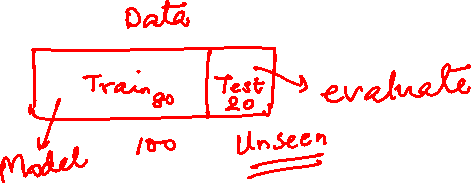 Data
Train 80
Test 20
evaluate
Model
100
Unseen